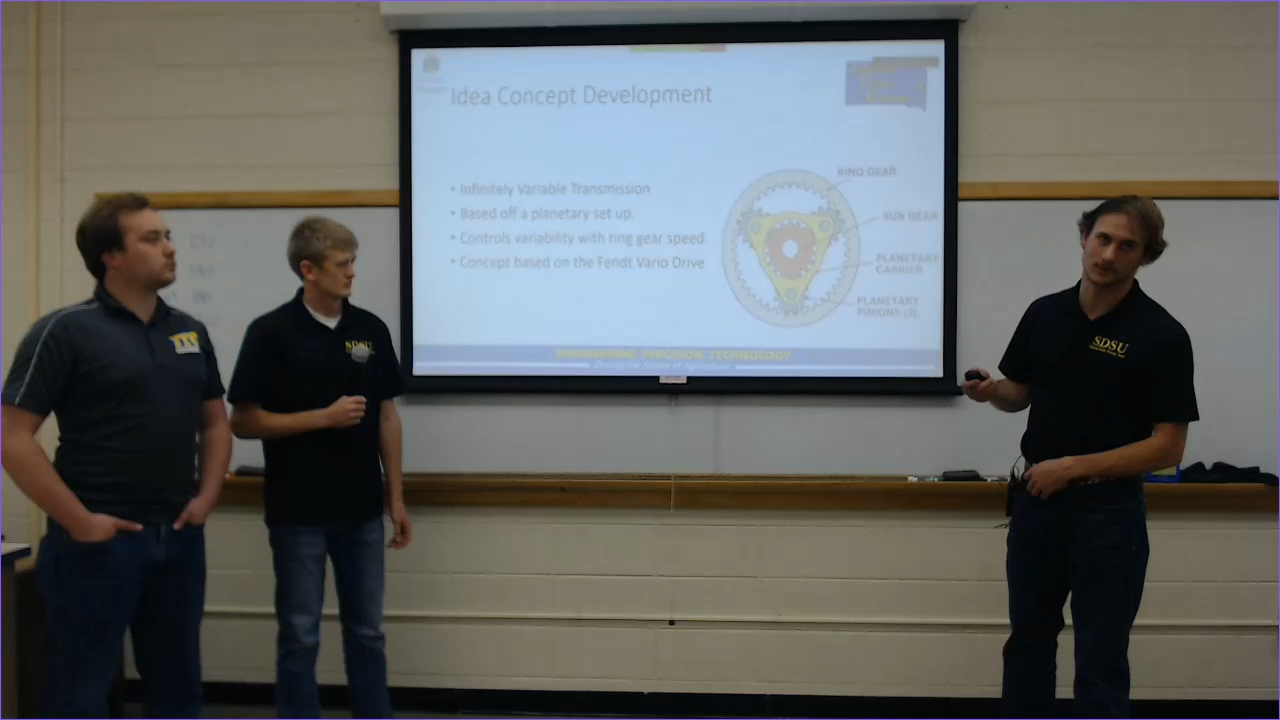 Idea Concept Development
• Infinitely Variable Transmission
• Based off a planetary set up.
• Controls variability with ring gear speed.
• Concept based on the Fendt Vario Drive
RING GEAR
SUN GEAR
PLANETARY
CARRIER
PLANETARY
PINIONS (3)
ENGINEERING PRECISION TECHNOLOGY
SDSU
SDSU